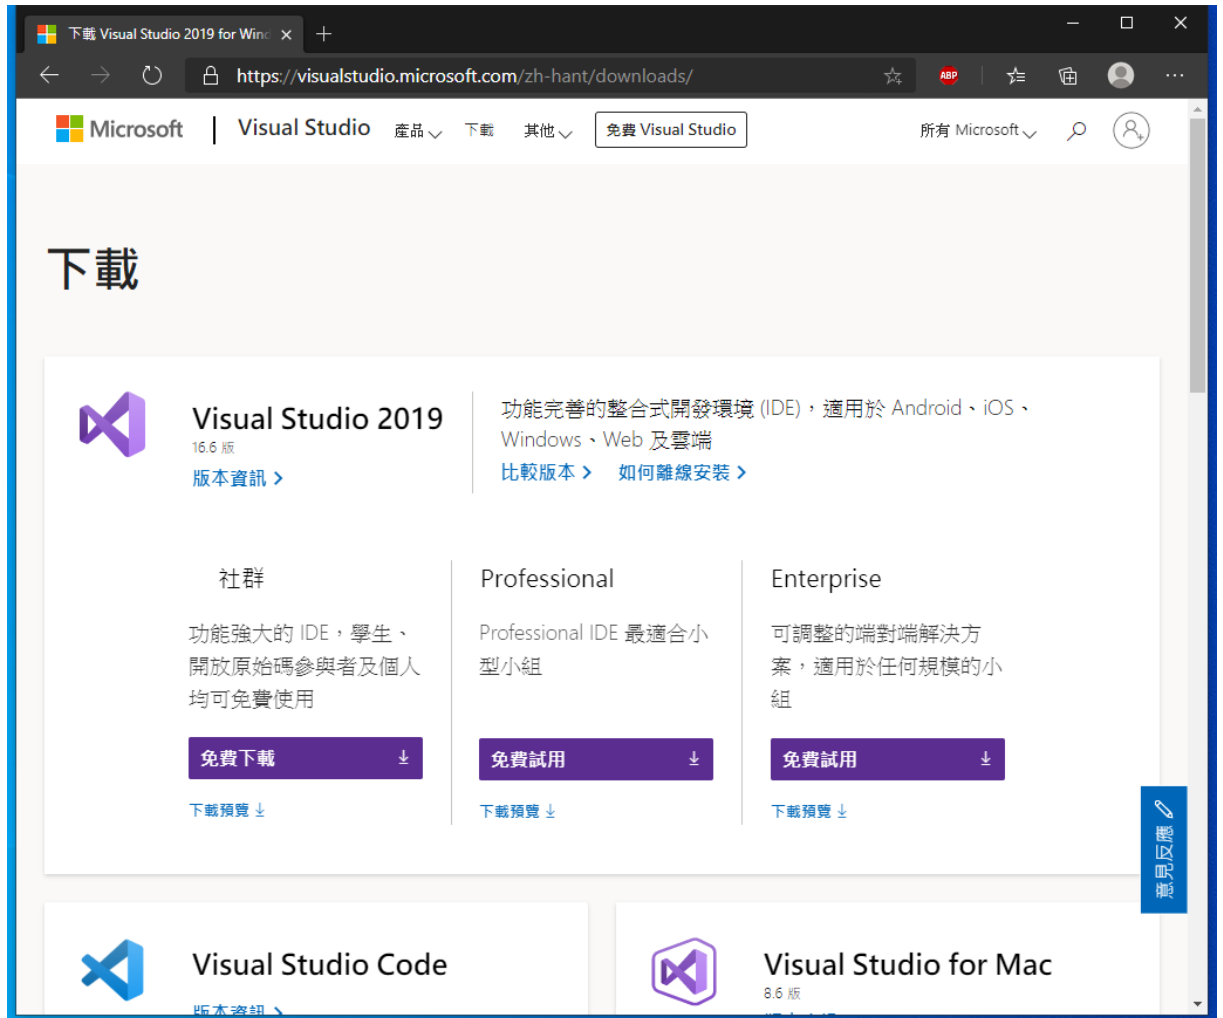 下載 Visual Studio 2019 for Wind
https://visualstudio.microsoft.com/zh-hant/downloads/
ABP
Microsoft
Visual Studio
產品
下載
其他
免費 Visual Studio
所有 Microsoft
下載
Visual Studio 2019
16.6 版
版本資訊
功能完善的整合式開發環境 (IDE)，適用於 Android、iOS、
Windows、Web 及雲端
比較版本
如何離線安裝
社群
功能強大的 IDE，學生、
開放原始碼參與者及個人
均可免費使用
免費下載
下載預覽
Professional
Professional IDE 最適合小
型小組
免費試用
下載預覽
Enterprise
可調整的端對端解決方
案，適用於任何規模的小
組
免費試用
下載預覽
意見反應
Visual Studio Code
版本資訊
Visual Studio for Mac
8.6 版